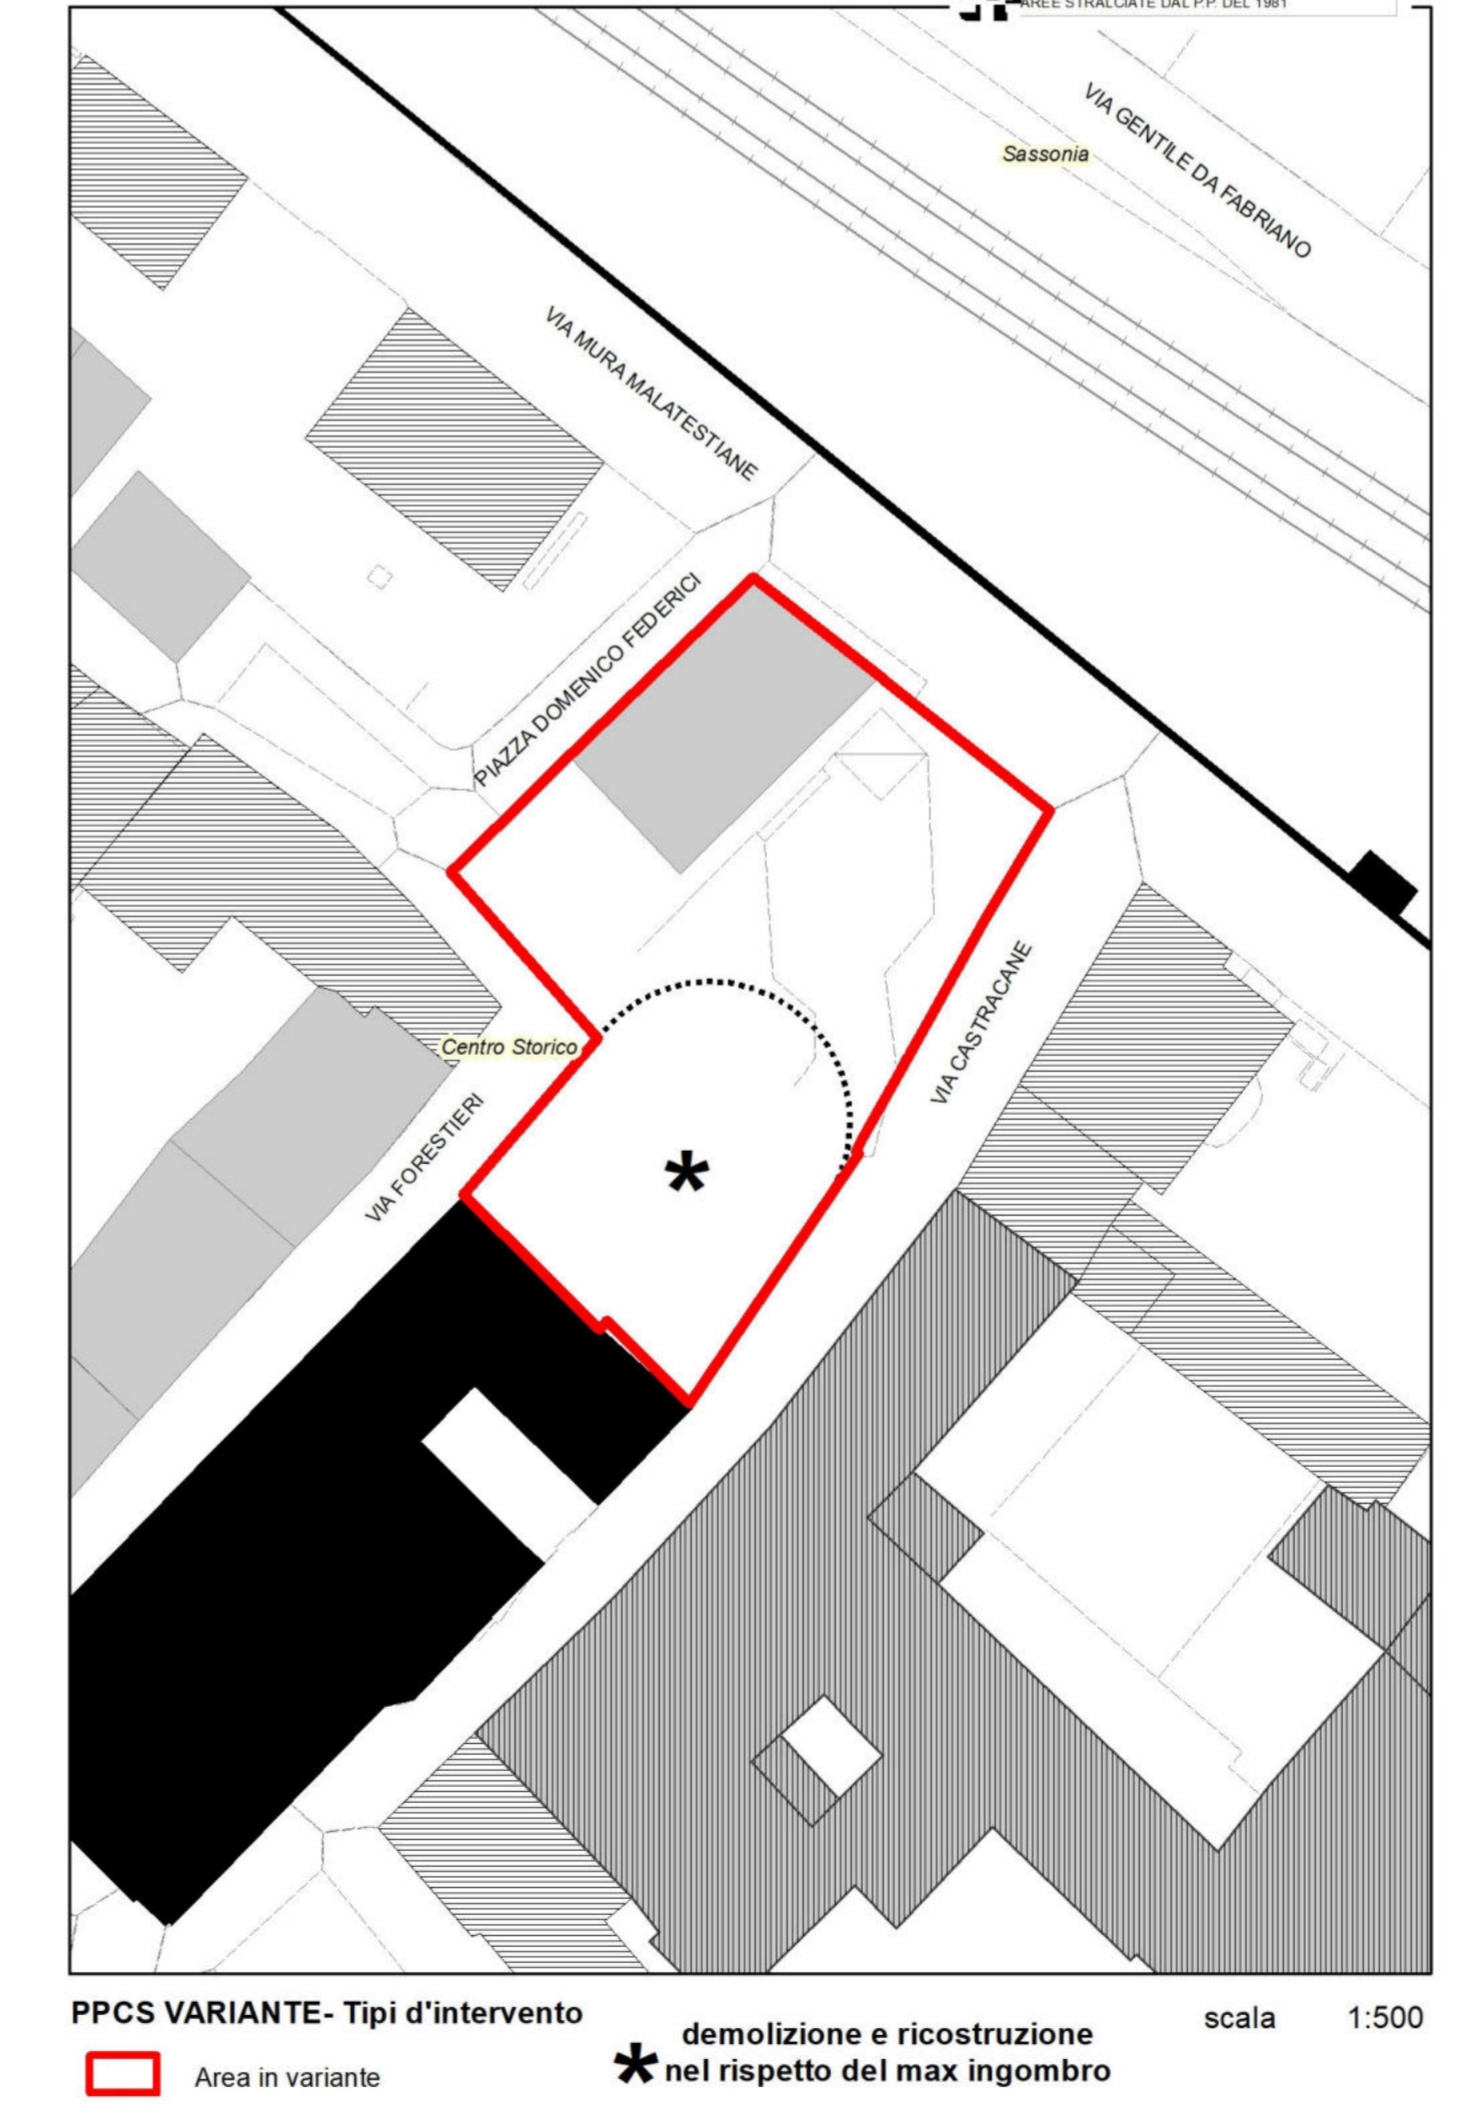 AREE STRALCIATE DAL P.P. DEL 1981
VIA GENTILE DA FABRIANO
Sassonia
VIA MURA MALATESTIANE
PIAZZA DOMENICO FEDERICI
VIA CASTRACANE
Centro Storico
VIA FORESTIERI
*
PPCS VARIANTE- Tipi d'intervento
scala 1:500
demolizione e ricostruzione
* nel rispetto del max ingombro
Area in variante